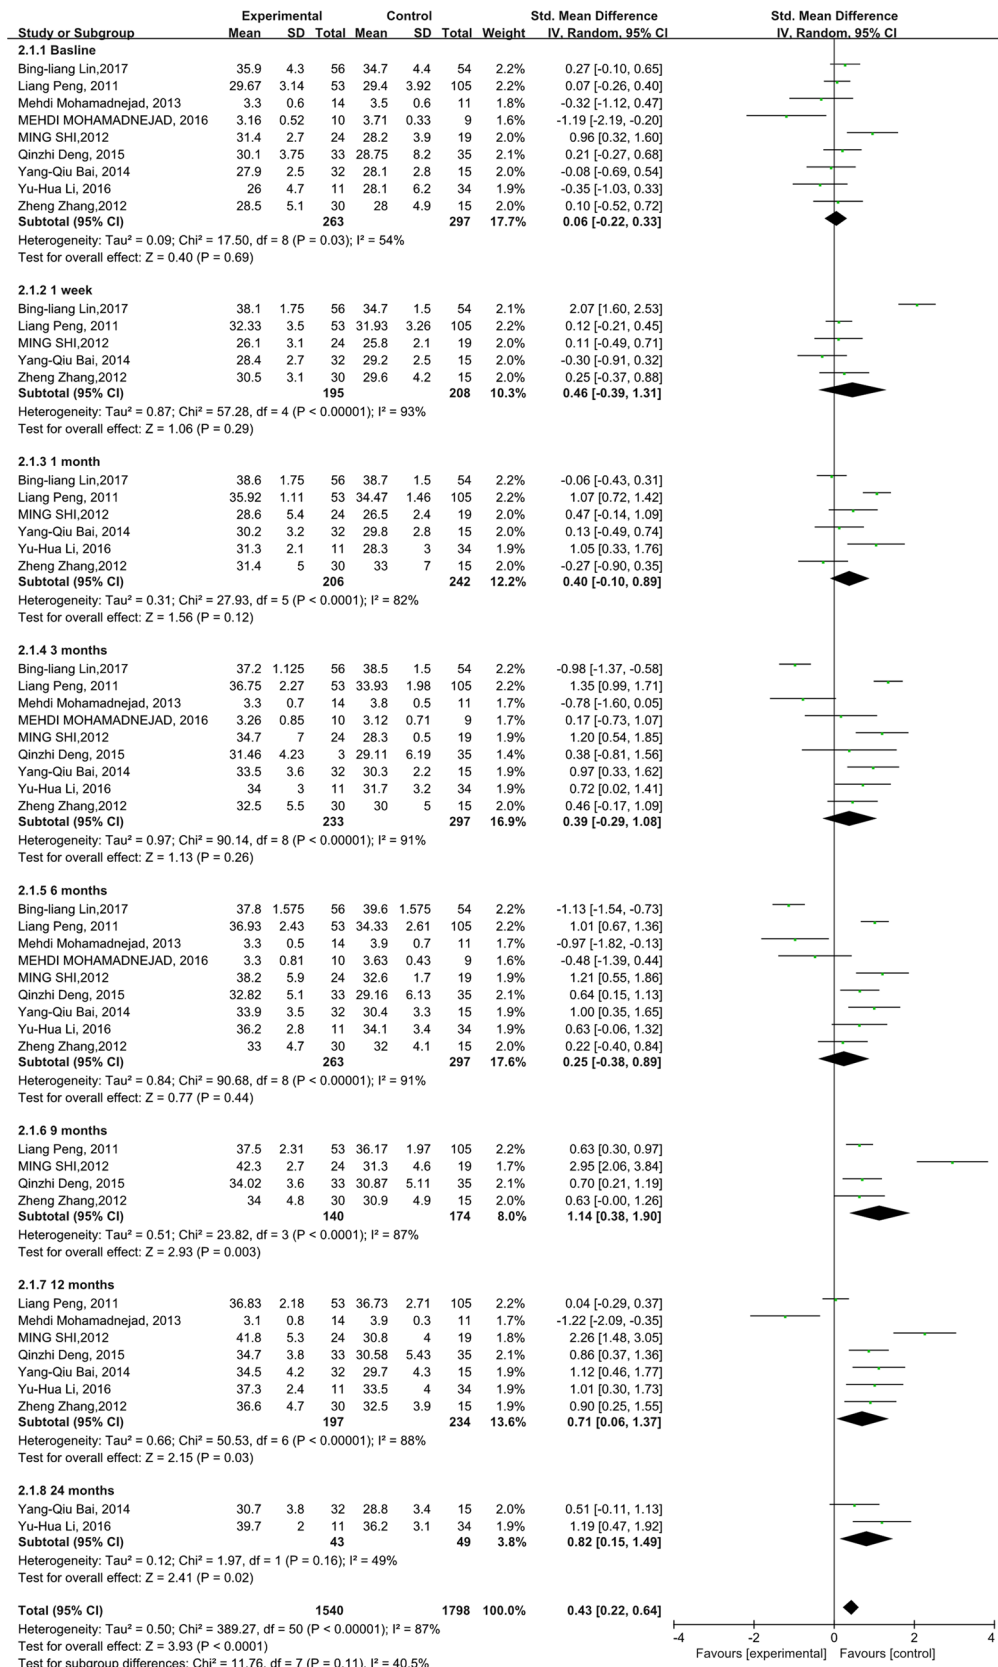 Experimental Control Std. Mean Difference Std. Mean Difference
Study or Subgroup Mean SD Total Mean SD Total Weight IV, Random, 95% CI IV, Random, 95% CI
2.1.1 Basline
Bing-liang Lin,2017 35.9 4.3 56 34.7 4.4 54 2.2% 0.27 [-0.10, 0.65]
Liang Peng, 2011 29.67 3.14 53 29.4 3.92 105 2.2% 0.07 [-0.26, 0.40]
Mehdi Mohamadnejad, 2013 3.3 0.6 14 3.5 0.6 11 1.8% -0.32 [-1.12, 0.47]
MEHDI MOHAMADNEJAD, 2016 3.16 0.52 10 3.71 0.33 9 1.6% -1.19 [-2.19, -0.20]
MING SHI,2012 31.4 2.7 24 28.2 3.9 19 2.0% 0.96 [0.32, 1.60]
Qinzhi Deng, 2015 30.1 3.75 33 28.75 8.2 35 2.1% 0.21 [-0.27, 0.68]
Yang-Qiu Bai, 2014 27.9 2.5 32 28.1 2.8 15 2.0% -0.08 [-0.69, 0.54]
Yu-Hua Li, 2016 26 4.7 11 28.1 6.2 34 1.9% -0.35 [-1.03, 0.33]
Zheng Zhang,2012 28.5 5.1 30 28 4.9 15 2.0% 0.10 [-0.52, 0.72]
Subtotal (95% CI) 263 297 17.7% 0.06 [-0.22, 0.33]
Heterogeneity: Tau² = 0.09; Chi² = 17.50, df = 8 (P = 0.03); I² = 54%
Test for overall effect: Z = 0.40 (P = 0.69)
2.1.2 1 week
Bing-liang Lin,2017 38.1 1.75 56 34.7 1.5 54 2.1% 2.07 [1.60, 2.53]
Liang Peng, 2011 32.33 3.5 53 31.93 3.26 105 2.2% 0.12 [-0.21, 0.45]
MING SHI,2012 26.1 3.1 24 25.8 2.1 19 2.0% 0.11 [-0.49, 0.71]
Yang-Qiu Bai, 2014 28.4 2.7 32 29.2 2.5 15 2.0% -0.30 [-0.91, 0.32]
Zheng Zhang,2012 30.5 3.1 30 29.6 4.2 15 2.0% 0.25 [-0.37, 0.88]
Subtotal (95% CI) 195 208 10.3% 0.46 [-0.39, 1.31]
Heterogeneity: Tau² = 0.87; Chi² = 57.28, df = 4 (P < 0.00001); I² = 93%
Test for overall effect: Z = 1.06 (P = 0.29)
2.1.3 1 month
Bing-liang Lin,2017 38.6 1.75 56 38.7 1.5 54 2.2% -0.06 [-0.43, 0.31]
Liang Peng, 2011 35.92 1.11 53 34.47 1.46 105 2.2% 1.07 [0.72, 1.42]
MING SHI,2012 28.6 5.4 24 26.5 2.4 19 2.0% 0.47 [-0.14, 1.09]
Yang-Qiu Bai, 2014 30.2 3.2 32 29.8 2.8 15 2.0% 0.13 [-0.49, 0.74]
Yu-Hua Li, 2016 31.3 2.1 11 28.3 3 34 1.9% 1.05 [0.33, 1.76]
Zheng Zhang,2012 31.4 5 30 33 7 15 2.0% -0.27 [-0.90, 0.35]
Subtotal (95% CI) 206 242 12.2% 0.40 [-0.10, 0.89]
Heterogeneity: Tau² = 0.31; Chi² = 27.93, df = 5 (P < 0.0001); I² = 82%
Test for overall effect: Z = 1.56 (P = 0.12)
2.1.4 3 months
Bing-liang Lin,2017 37.2 1.125 56 38.5 1.5 54 2.2% -0.98 [-1.37, -0.58]
Liang Peng, 2011 36.75 2.27 53 33.93 1.98 105 2.2% 1.35 [0.99, 1.71]
Mehdi Mohamadnejad, 2013 3.3 0.7 14 3.8 0.5 11 1.7% -0.78 [-1.60, 0.05]
MEHDI MOHAMADNEJAD, 2016 3.26 0.85 10 3.12 0.71 9 1.7% 0.17 [-0.73, 1.07]
MING SHI,2012 34.7 7 24 28.3 0.5 19 1.9% 1.20 [0.54, 1.85]
Qinzhi Deng, 2015 31.46 4.23 3 29.11 6.19 35 1.4% 0.38 [-0.81, 1.56]
Yang-Qiu Bai, 2014 33.5 3.6 32 30.3 2.2 15 1.9% 0.97 [0.33, 1.62]
Yu-Hua Li, 2016 34 3 11 31.7 3.2 34 1.9% 0.72 [0.02, 1.41]
Zheng Zhang,2012 32.5 5.5 30 30 5 15 2.0% 0.46 [-0.17, 1.09]
Subtotal (95% CI) 233 297 16.9% 0.39 [-0.29, 1.08]
Heterogeneity: Tau² = 0.97; Chi² = 90.14, df = 8 (P < 0.00001); I² = 91%
Test for overall effect: Z = 1.13 (P = 0.26)
2.1.5 6 months
Bing-liang Lin,2017 37.8 1.575 56 39.6 1.575 54 2.2% -1.13 [-1.54, -0.73]
Liang Peng, 2011 36.93 2.43 53 34.33 2.61 105 2.2% 1.01 [0.67, 1.36]
Mehdi Mohamadnejad, 2013 3.3 0.5 14 3.9 0.7 11 1.7% -0.97 [-1.82, -0.13]
MEHDI MOHAMADNEJAD, 2016 3.3 0.81 10 3.63 0.43 9 1.7% -0.48 [-1.39, 0.44]
MING SHI,2012 38.2 5.9 24 32.6 1.7 19 1.9% 1.21 [0.55, 1.86]
Qinzhi Deng, 2015 32.82 5.1 33 29.16 6.13 35 2.1% 0.64 [0.15, 1.13]
Yang-Qiu Bai, 2014 33.9 3.5 32 30.4 3.3 15 1.9% 1.00 [0.35, 1.65]
Yu-Hua Li, 2016 36.2 2.8 11 34.1 3.4 34 1.9% 0.63 [-0.06, 1.32]
Zheng Zhang,2012 33 4.7 30 32 4.1 15 2.0% 0.22 [-0.40, 0.84]
Subtotal (95% CI) 263 297 17.6% 0.25 [-0.38, 0.89]
Heterogeneity: Tau² = 0.84; Chi² = 90.68, df = 8 (P < 0.00001); I² = 91%
Test for overall effect: Z = 0.77 (P = 0.44)
2.1.6 9 months
Liang Peng, 2011 37.5 2.31 53 36.17 1.97 105 2.2% 0.63 [0.30, 0.97]
MING SHI,2012 42.3 2.7 24 31.3 4.6 19 1.7% 2.95 [2.06, 3.84]
Qinzhi Deng, 2015 34.02 3.6 33 30.87 5.11 35 2.1% 0.70 [0.21, 1.19]
Zheng Zhang,2012 34 4.8 30 30.9 4.9 15 2.0% 0.63 [-0.00, 1.26]
Subtotal (95% CI) 140 174 8.0% 1.14 [0.38, 1.90]
Heterogeneity: Tau² = 0.51; Chi² = 23.82, df = 3 (P < 0.0001); I² = 87%
Test for overall effect: Z = 2.93 (P = 0.003)
2.1.7 12 months
Liang Peng, 2011 36.83 2.18 53 36.73 2.71 105 2.2% 0.04 [-0.29, 0.37]
Mehdi Mohamadnejad, 2013 3.1 0.8 14 3.9 0.3 11 1.7% -1.22 [-2.09, -0.35]
MING SHI,2012 41.8 5.3 24 30.8 4 19 1.8% 2.26 [1.48, 3.05]
Qinzhi Deng, 2015 34.7 3.8 33 30.58 5.43 35 2.1% 0.86 [0.37, 1.36]
Yang-Qiu Bai, 2014 34.5 4.2 32 29.7 4.3 15 1.9% 1.12 [0.46, 1.77]
Yu-Hua Li, 2016 37.3 2.4 11 33.5 4 34 1.9% 1.01 [0.30, 1.73]
Zheng Zhang,2012 36.6 4.7 30 32.5 3.9 15 1.9% 0.90 [0.25, 1.55]
Subtotal (95% CI) 197 234 13.6% 0.71 [0.06, 1.37]
Heterogeneity: Tau² = 0.66; Chi² = 50.53, df = 6 (P < 0.00001); I² = 88%
Test for overall effect: Z = 2.15 (P = 0.03)
2.1.8 24 months
Yang-Qiu Bai, 2014 30.7 3.8 32 28.8 3.4 15 2.0% 0.51 [-0.11, 1.13]
Yu-Hua Li, 2016 39.7 2 11 36.2 3.1 34 1.9% 1.19 [0.47, 1.92]
Subtotal (95% CI) 43 49 3.8% 0.82 [0.15, 1.49]
Heterogeneity: Tau² = 0.12; Chi² = 1.97, df = 1 (P = 0.16); I² = 49%
Test for overall effect: Z = 2.41 (P = 0.02)
Total (95% CI) 1540 1798 100.0% 0.43 [0.22, 0.64]
Heterogeneity: Tau² = 0.50; Chi² = 389.27, df = 50 (P < 0.00001); I² = 87%
Test for overall effect: Z = 3.93 (P < 0.0001)
Test for subgroup differences: Chi² = 11.76, df = 7 (P = 0.11), I² = 40.5%
-4 -2 0 2 4
Favours [experimental] Favours [control]